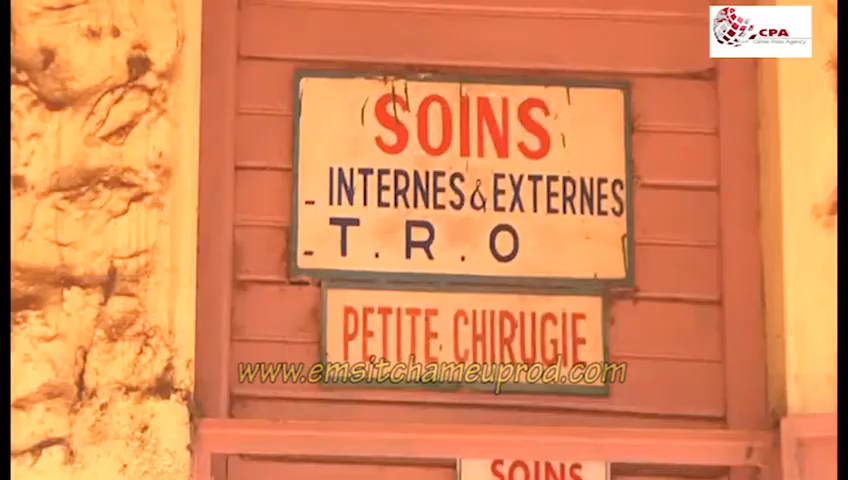 CPA
SOINS
- INTERNES & EXTERNES
- T.R.O
PETITE CHIRUGIE
www.emsitchameuprod.com
SOINS